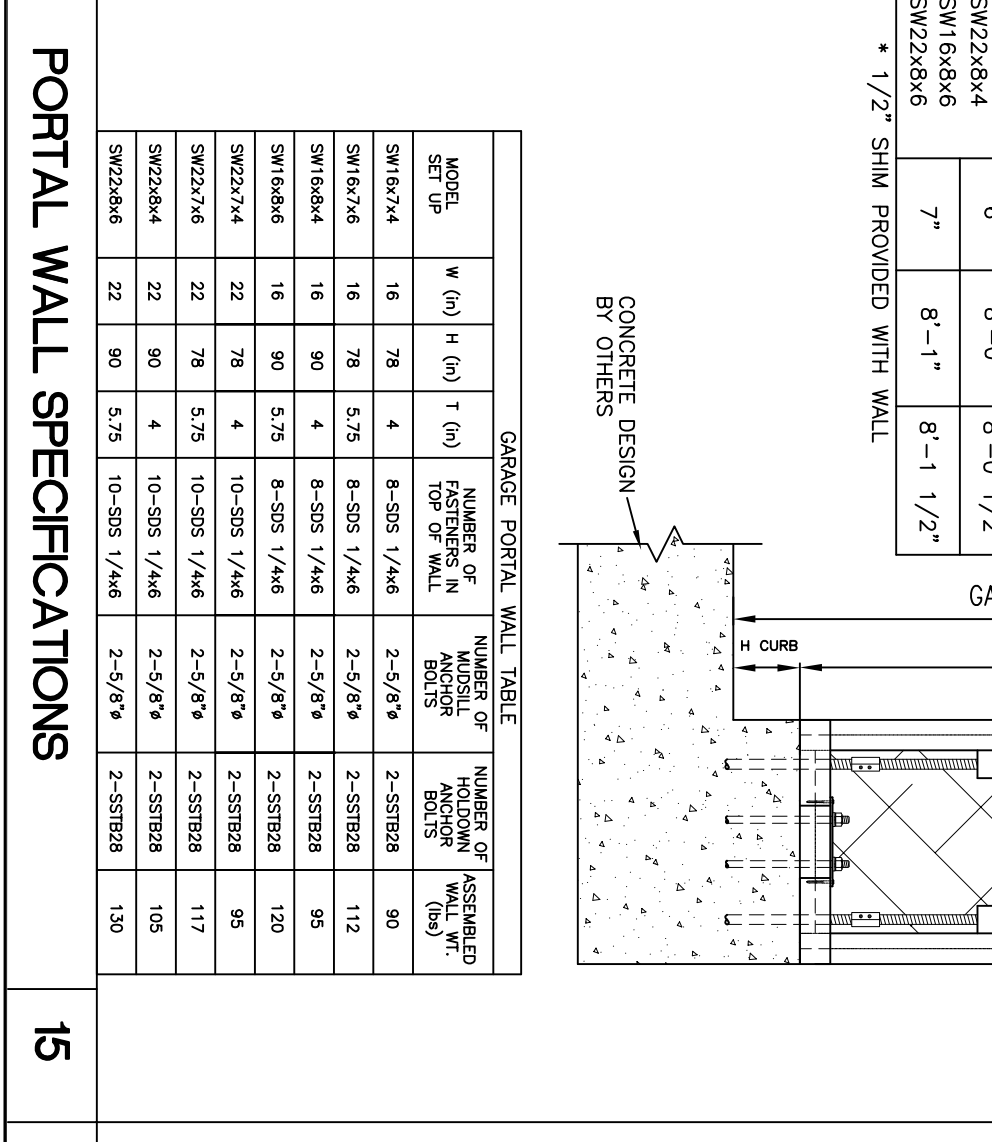 SW22x8x4
SW16x8x6
SW22x8x6 7" 8'-1" 8'-1 1/2"
* 1/2" SHIM PROVIDED WITH WALL
GA
H CURB
CONCRETE DESIGN
BY OTHERS
GARAGE PORTAL WALL TABLE
MODEL SET UP W (in) H (in) T (in) NUMBER OF FASTENERS IN TOP OF WALL NUMBER OF MUDSILL ANCHOR BOLTS NUMBER OF HOLDOWN ANCHOR BOLTS ASSEMBLED WALL WT. (lbs)
SW16x7x4 16 78 4 8-SDS 1/4x6 2-5/8"ø 2-SSTB28 90
SW16x7x6 16 78 5.75 8-SDS 1/4x6 2-5/8"ø 2-SSTB28 112
SW16x8x4 16 90 4 8-SDS 1/4x6 2-5/8"ø 2-SSTB28 95
SW16x8x6 16 90 5.75 8-SDS 1/4x6 2-5/8"ø 2-SSTB28 120
SW22x7x4 22 78 4 10-SDS 1/4x6 2-5/8"ø 2-SSTB28 95
SW22x7x6 22 78 5.75 10-SDS 1/4x6 2-5/8"ø 2-SSTB28 117
SW22x8x4 22 90 4 10-SDS 1/4x6 2-5/8"ø 2-SSTB28 105
SW22x8x6 22 90 5.75 10-SDS 1/4x6 2-5/8"ø 2-SSTB28 130
PORTAL WALL SPECIFICATIONS 15